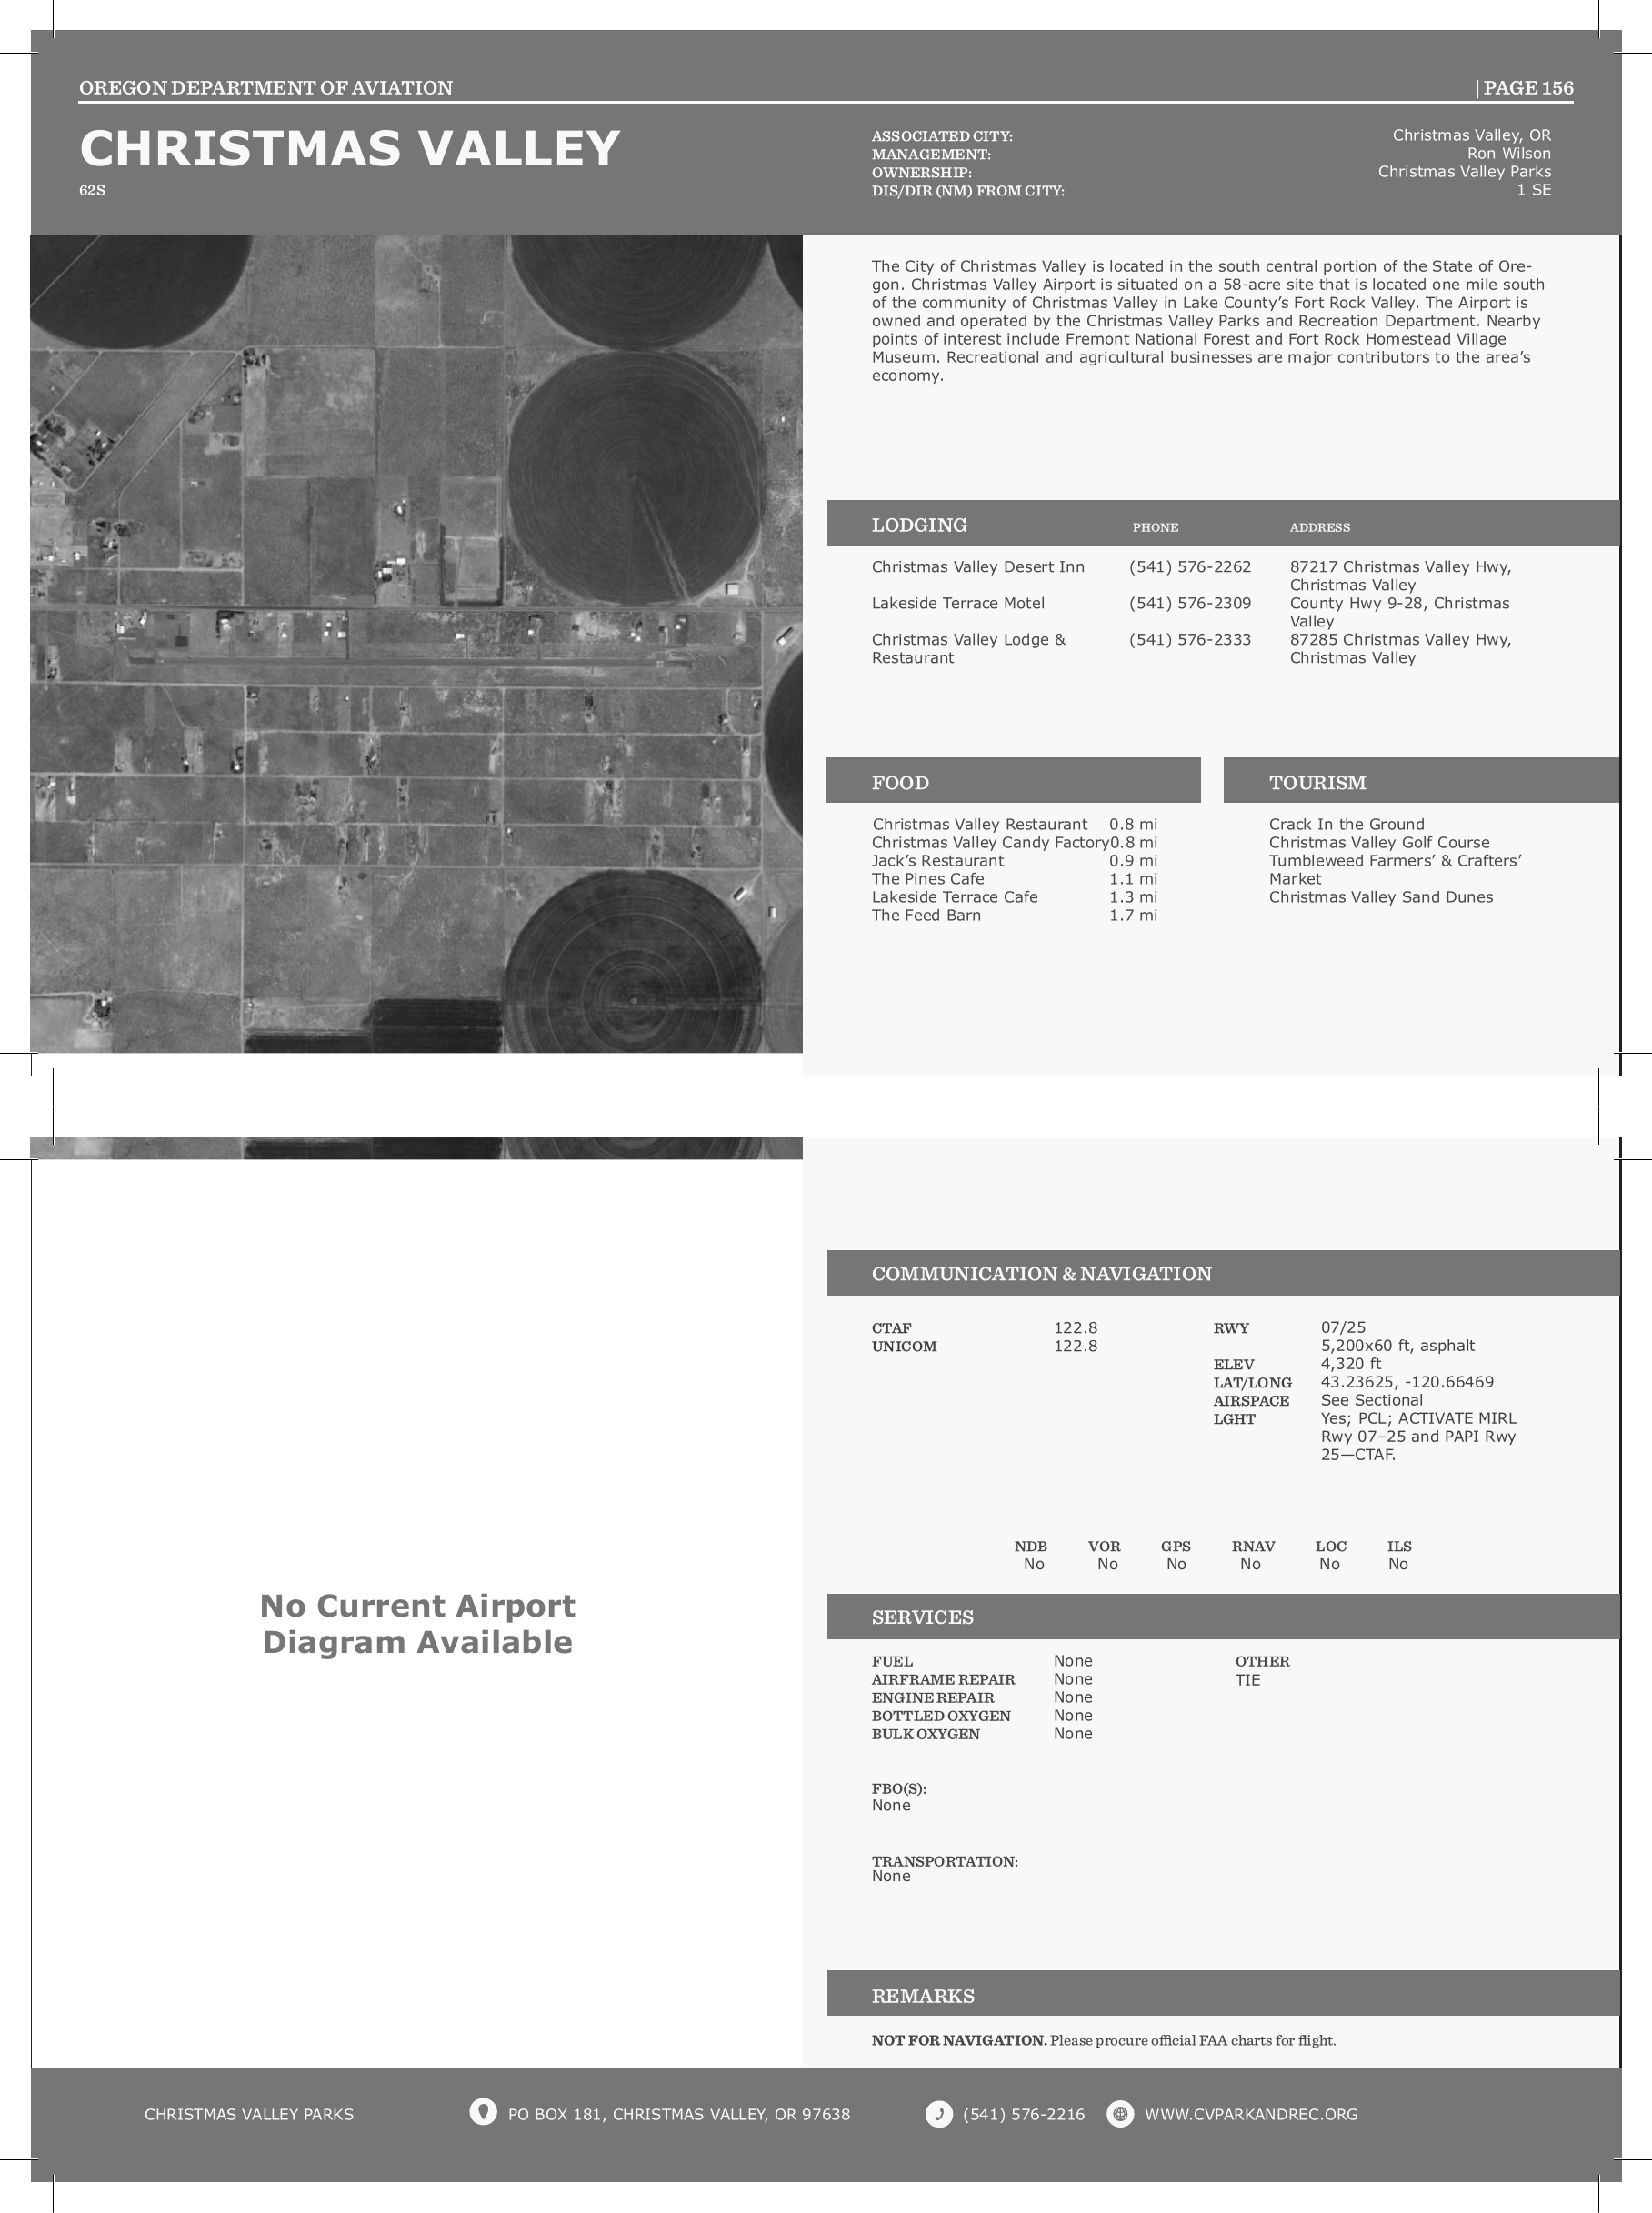 OREGON DEPARTMENT OF AVIATION
| PAGE 156
CHRISTMAS VALLEY
62S
ASSOCIATED CITY: Christmas Valley, OR
MANAGEMENT: Ron Wilson
OWNERSHIP: Christmas Valley Parks
DIS/DIR (NM) FROM CITY: 1 SE
The City of Christmas Valley is located in the south central portion of the State of Ore-
gon. Christmas Valley Airport is situated on a 58-acre site that is located one mile south
of the community of Christmas Valley in Lake County’s Fort Rock Valley. The Airport is
owned and operated by the Christmas Valley Parks and Recreation Department. Nearby
points of interest include Fremont National Forest and Fort Rock Homestead Village
Museum. Recreational and agricultural businesses are major contributors to the area’s
economy.
LODGING PHONE ADDRESS
Christmas Valley Desert Inn (541) 576-2262 87217 Christmas Valley Hwy,
Christmas Valley
Lakeside Terrace Motel (541) 576-2309 County Hwy 9-28, Christmas
Valley
Christmas Valley Lodge & (541) 576-2333 87285 Christmas Valley Hwy,
Restaurant Christmas Valley
FOOD
Christmas Valley Restaurant 0.8 mi
Christmas Valley Candy Factory0.8 mi
Jack’s Restaurant 0.9 mi
The Pines Cafe 1.1 mi
Lakeside Terrace Cafe 1.3 mi
The Feed Barn 1.7 mi
TOURISM
Crack In the Ground
Christmas Valley Golf Course
Tumbleweed Farmers’ & Crafters’
Market
Christmas Valley Sand Dunes
No Current Airport
Diagram Available
COMMUNICATION & NAVIGATION
CTAF 122.8
UNICOM 122.8
RWY 07/25
5,200x60 ft, asphalt
ELEV 4,320 ft
LAT/LONG 43.23625, -120.66469
AIRSPACE See Sectional
LGHT Yes; PCL; ACTIVATE MIRL
Rwy 07–25 and PAPI Rwy
25—CTAF.
NDB VOR GPS RNAV LOC ILS
No No No No No No
SERVICES
FUEL None
AIRFRAME REPAIR None
ENGINE REPAIR None
BOTTLED OXYGEN None
BULK OXYGEN None
OTHER
TIE
FBO(S):
None
TRANSPORTATION:
None
REMARKS
NOT FOR NAVIGATION. Please procure official FAA charts for flight.
CHRISTMAS VALLEY PARKS PO BOX 181, CHRISTMAS VALLEY, OR 97638 (541) 576-2216 WWW.CVPARKANDREC.ORG